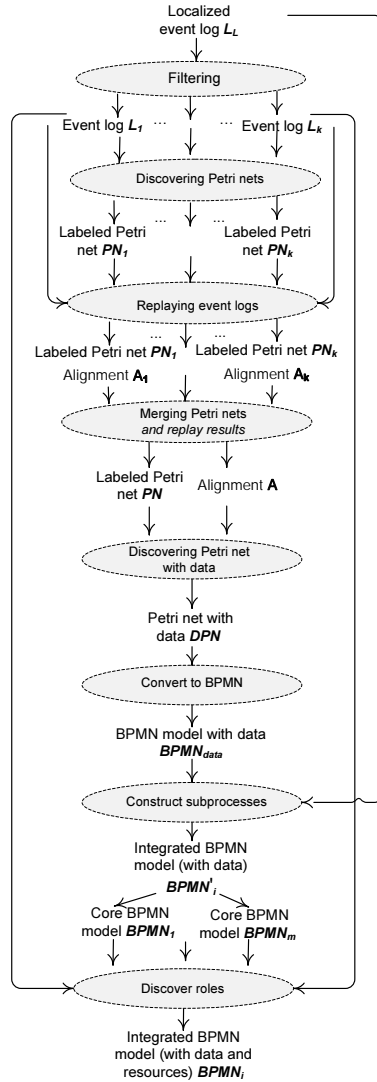 Localized
event log L_L
Filtering
Event log L_1 ... ... Event log L_k
Discovering Petri nets
... ...
Labeled Petri
net PN_1
Labeled Petri
net PN_k
Replaying event logs
... ...
Labeled Petri net PN_1
Labeled Petri net PN_k
Alignment A_1
Alignment A_k
Merging Petri nets
and replay results
Labeled Petri
net PN
Alignment A
Discovering Petri net
with data
Petri net with
data DPN
Convert to BPMN
BPMN model with data
BPMN_data
Construct subprocesses
Integrated BPMN
model (with data)
BPMN'_i
Core BPMN
model BPMN_1
... Core BPMN
model BPMN_m
Discover roles
Integrated BPMN
model (with data and
resources) BPMN_i